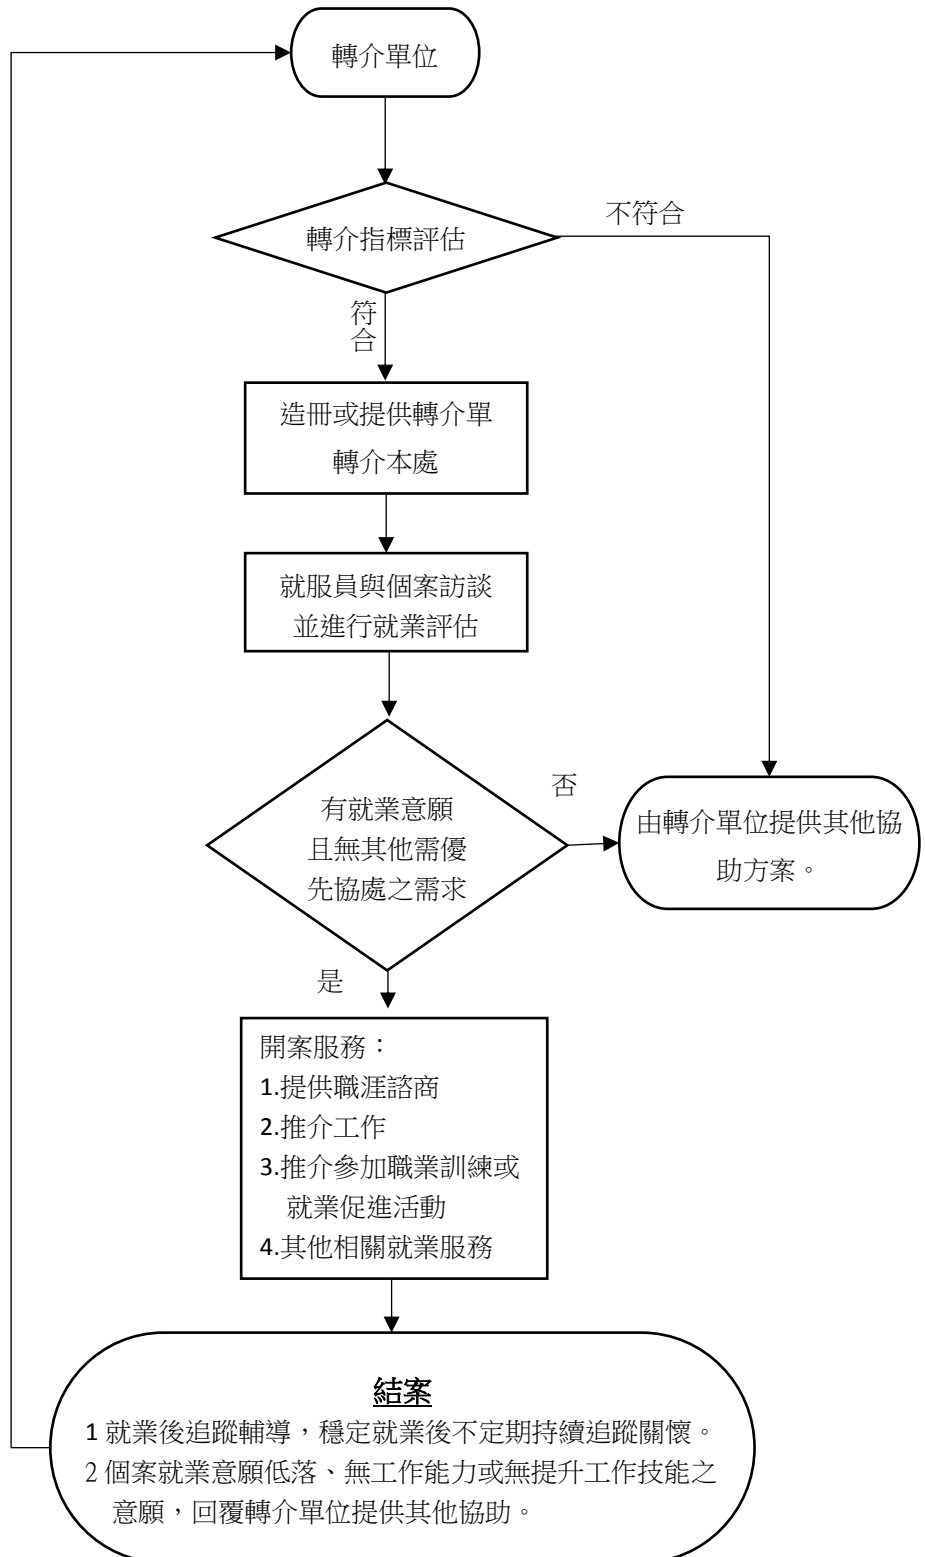 轉介單位
轉介指標評估
不符合
符
合
造冊或提供轉介單
轉介本處
就服員與個案訪談
並進行就業評估
有就業意願
且無其他需優
先協處之需求
否
由轉介單位提供其他協
助方案。
是
開案服務：
1.提供職涯諮商
2.推介工作
3.推介參加職業訓練或
就業促進活動
4.其他相關就業服務
結案
1 就業後追蹤輔導，穩定就業後不定期持續追蹤關懷。
2 個案就業意願低落、無工作能力或無提升工作技能之
意願，回覆轉介單位提供其他協助。